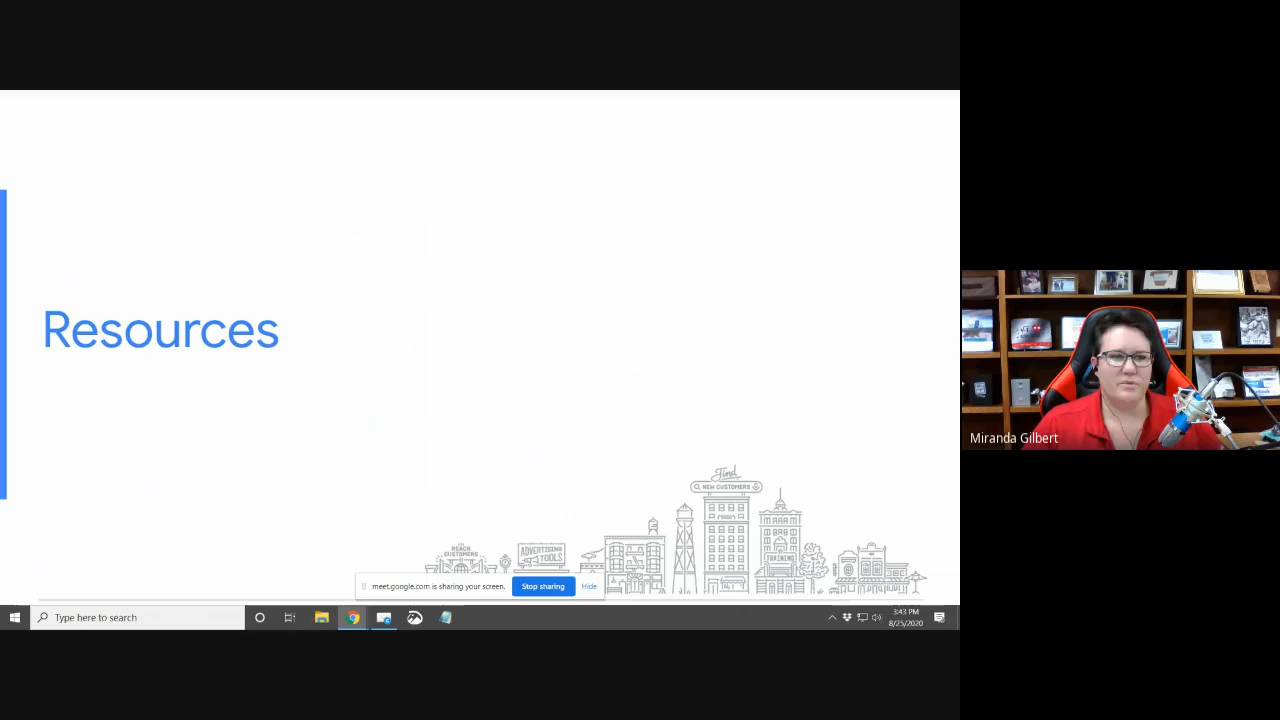 Resources
Find
NEW CUSTOMERS
REACH
CUSTOMERS
ADVERTISING
TOOLS
TRAINING
meet.google.com is sharing your screen.
Stop sharing
Hide
Type here to search
3:43 PM
8/25/2020
Miranda Gilbert